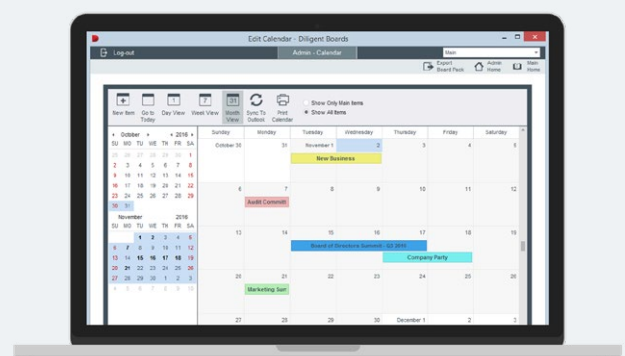 Edit Calendar - Diligent Boards
Log-out
Admin - Calendar
Main
Export Board Pack
Admin Home
Main Home
New Item
Go to Today
Day View
Week View
31
Month View
Sync To Outlook
Print Calendar
Show Only Main Items
Show All Items
October 2016
SU MO TU WE TH FR SA
25 26 27 28 29 30 1
2 3 4 5 6 7 8
9 10 11 12 13 14 15
16 17 18 19 20 21 22
23 24 25 26 27 28 29
30 31
November 2016
SU MO TU WE TH FR SA
1 2 3 4 5
6 7 8 9 10 11 12
13 14 15 16 17 18 19
20 21 22 23 24 25 26
27 28 29 30 1 2 3
4 5 6 7 8 9 10
Sunday Monday Tuesday Wednesday Thursday Friday Saturday
October 30 31 November 1 2 3 4 5
New Business
6 7 8 9 10 11 12
Audit Committ
13 14 15 16 17 18 19
Board of Directors Summit - Q3 2016
Company Party
20 21 22 23 24 25 26
Marketing Sum
27 28 29 30 December 1 2 3